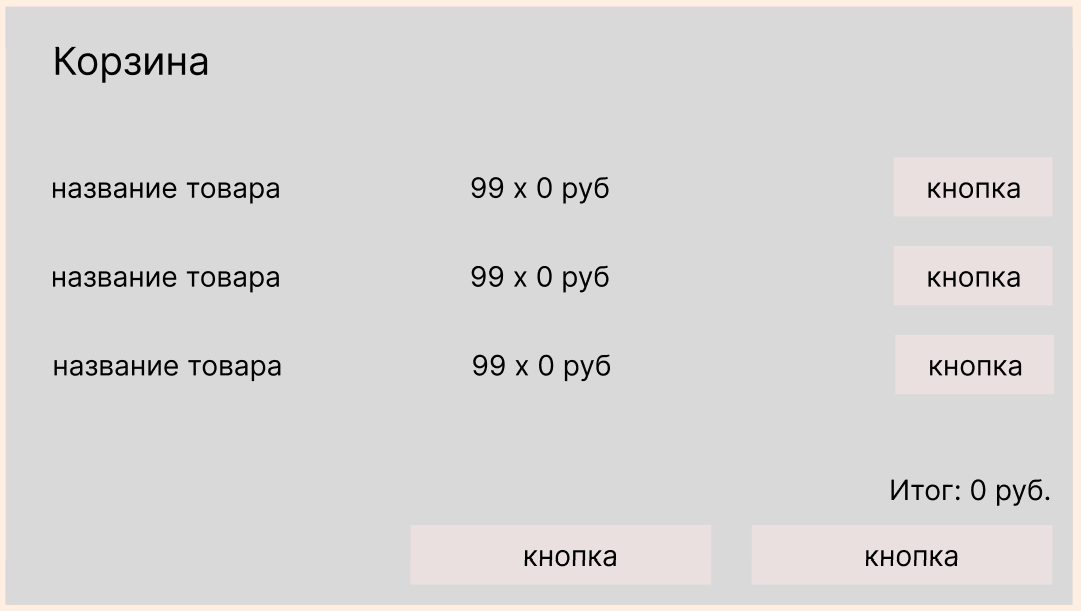 Корзина
название товара 99 х 0 руб кнопка
название товара 99 х 0 руб кнопка
название товара 99 х 0 руб кнопка
Итог: 0 руб.
кнопка кнопка